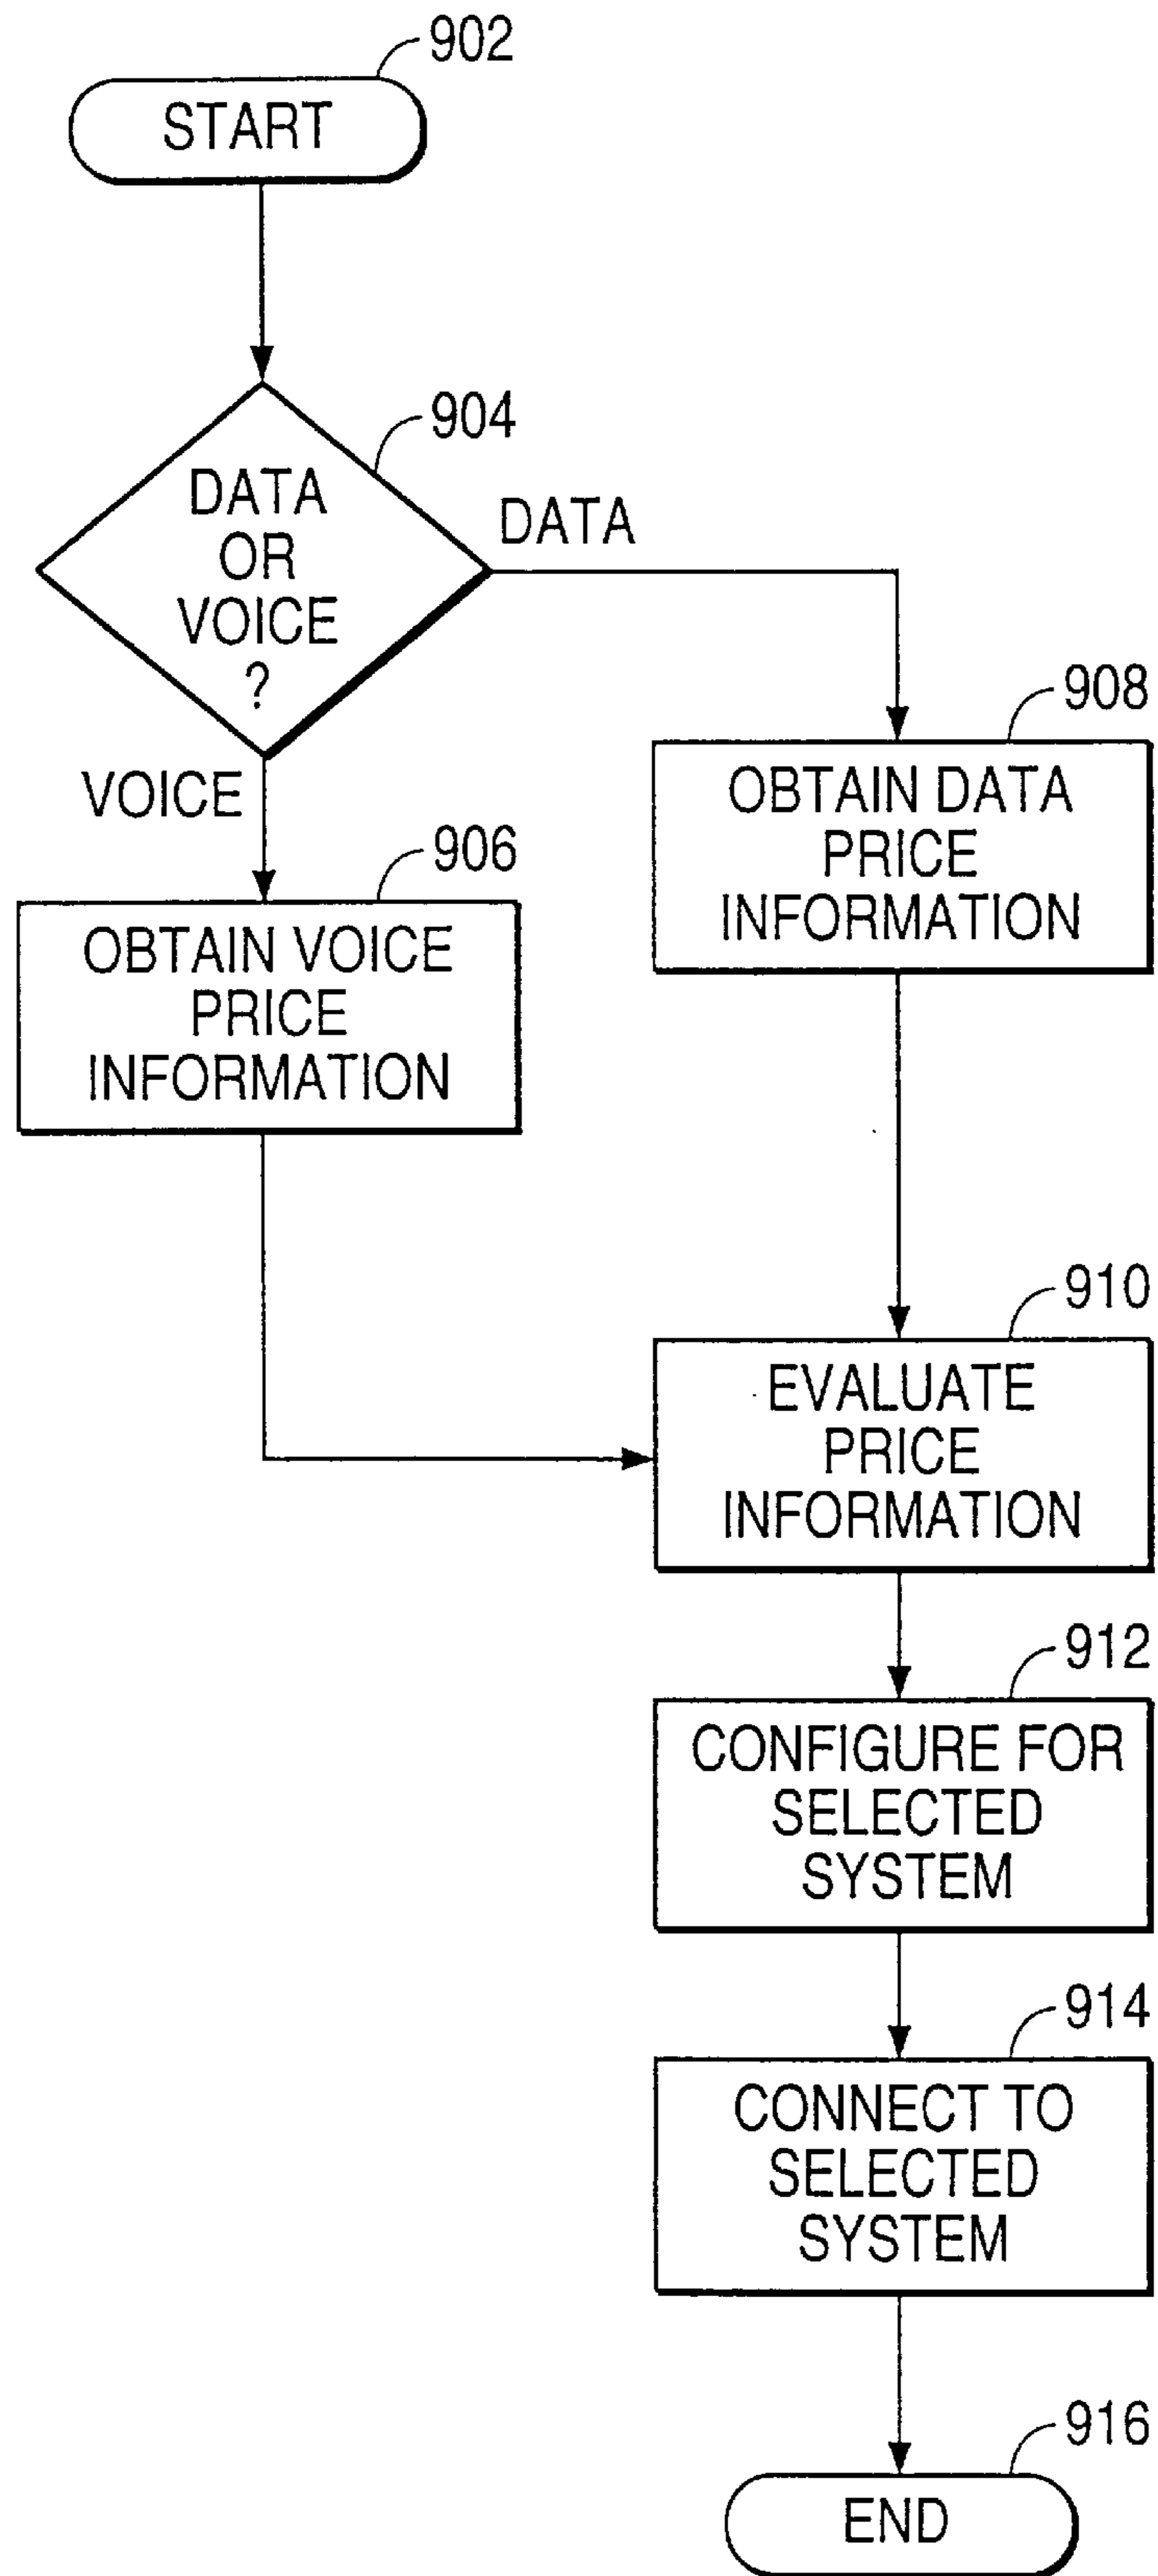 902
START
904
DATA
OR
VOICE
?
DATA
VOICE
908
OBTAIN DATA
PRICE
INFORMATION
906
OBTAIN VOICE
PRICE
INFORMATION
910
EVALUATE
PRICE
INFORMATION
912
CONFIGURE FOR
SELECTED
SYSTEM
914
CONNECT TO
SELECTED
SYSTEM
916
END